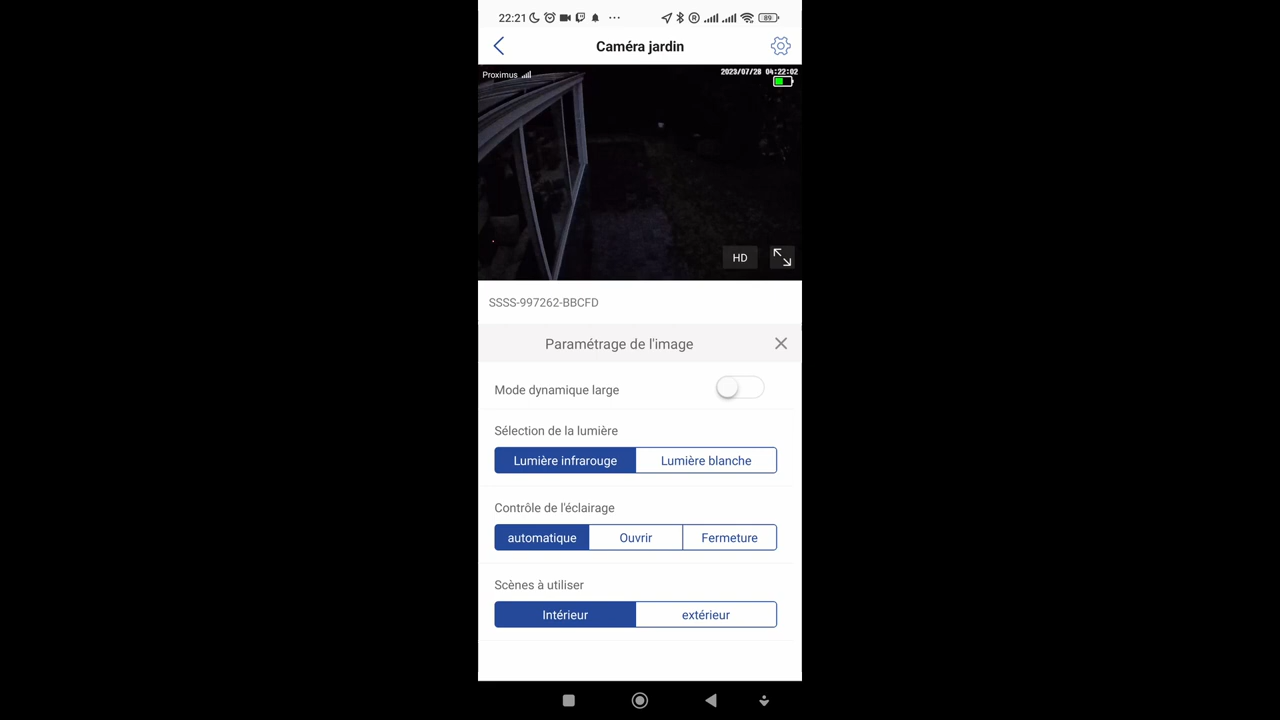 22:21
89
Caméra jardin
Proximus
2023/07/28 04:22:02
HD
SSSS-997262-BBCFD
Paramétrage de l'image
Mode dynamique large
Sélection de la lumière
Lumière infrarouge Lumière blanche
Contrôle de l'éclairage
automatique Ouvrir Fermeture
Scènes à utiliser
Intérieur extérieur